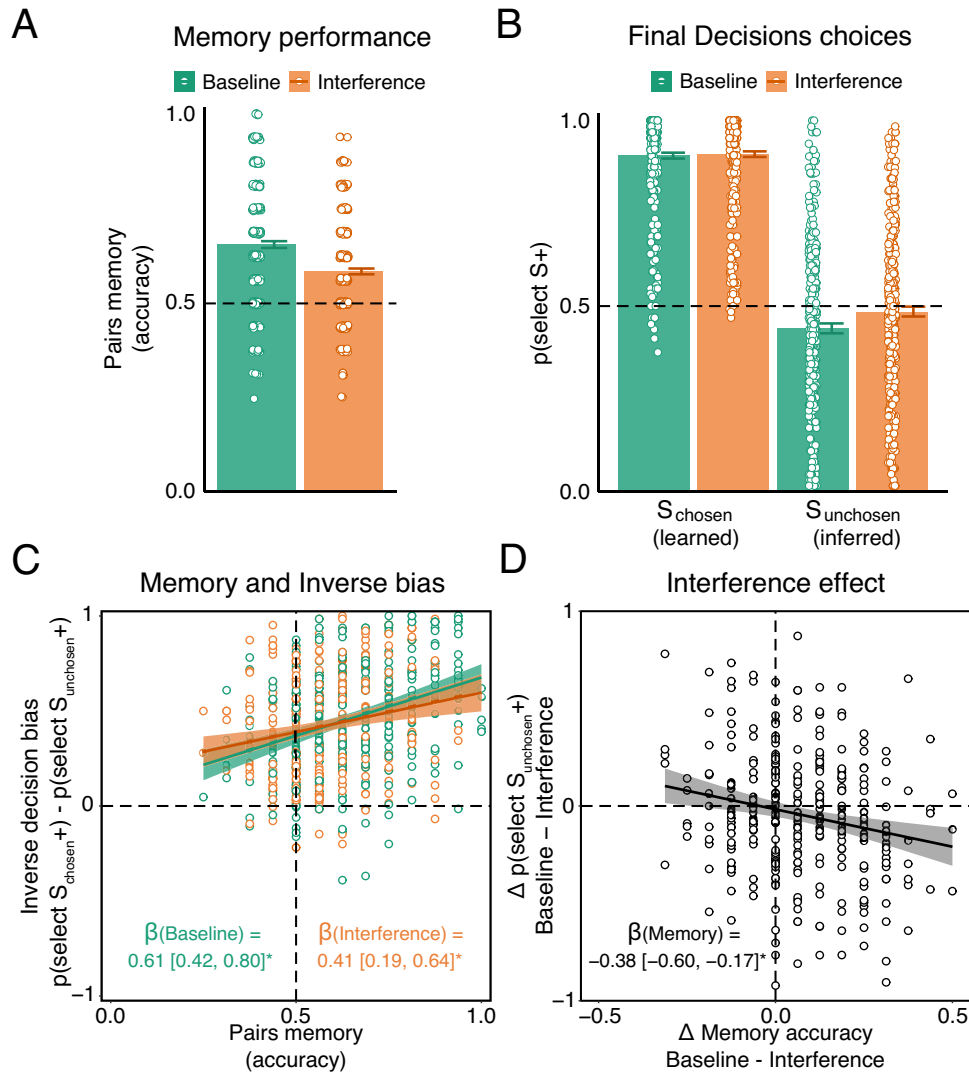 A
Memory performance
Baseline
Interference
Pairs memory
(accuracy)
1.0
0.5
0.0
B
Final Decisions choices
Baseline
Interference
p(select S+)
1.0
0.5
0.0
Schosen
(learned)
Sunchosen
(inferred)
C
Memory and Inverse bias
Inverse decision bias
p(select Schosen+) - p(select Sunchosen+)
1
0
−1
β(Baseline) =
0.61 [0.42, 0.80]*
β(Interference) =
0.41 [0.19, 0.64]*
0.0
0.5
1.0
Pairs memory
(accuracy)
D
Interference effect
Δ p(select Sunchosen+)
Baseline − Interference
1
0
−1
β(Memory) =
−0.38 [−0.60, −0.17]*
−0.5
0.0
0.5
Δ Memory accuracy
Baseline - Interference